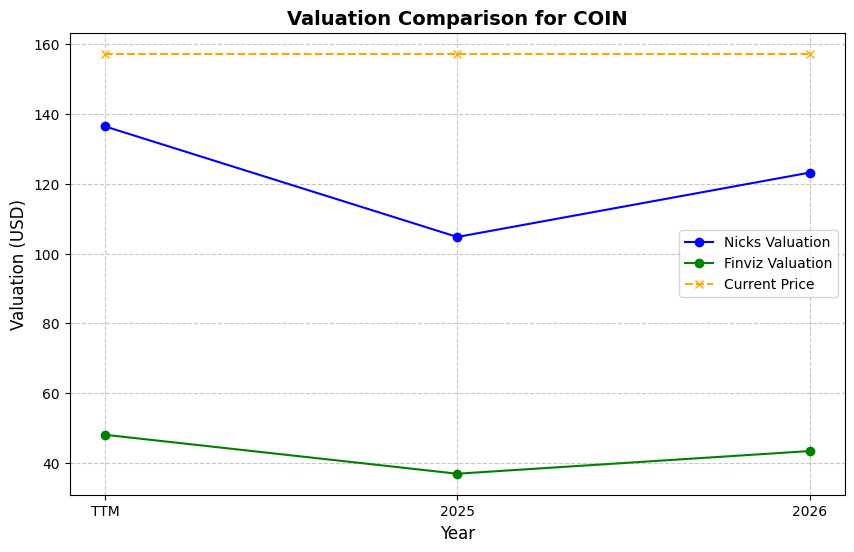 Valuation Comparison for COIN
Valuation (USD)
160
140
120
100
80
60
40
Nicks Valuation
Finviz Valuation
Current Price
TTM 2025 2026
Year